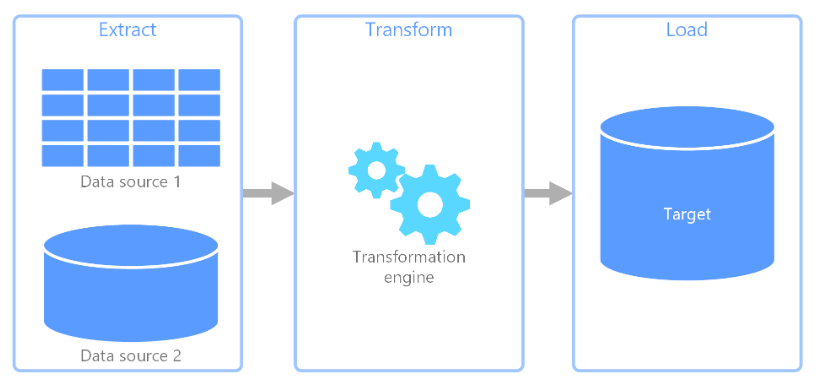 Extract
Data source 1
Data source 2
Transform
Transformation
engine
Load
Target